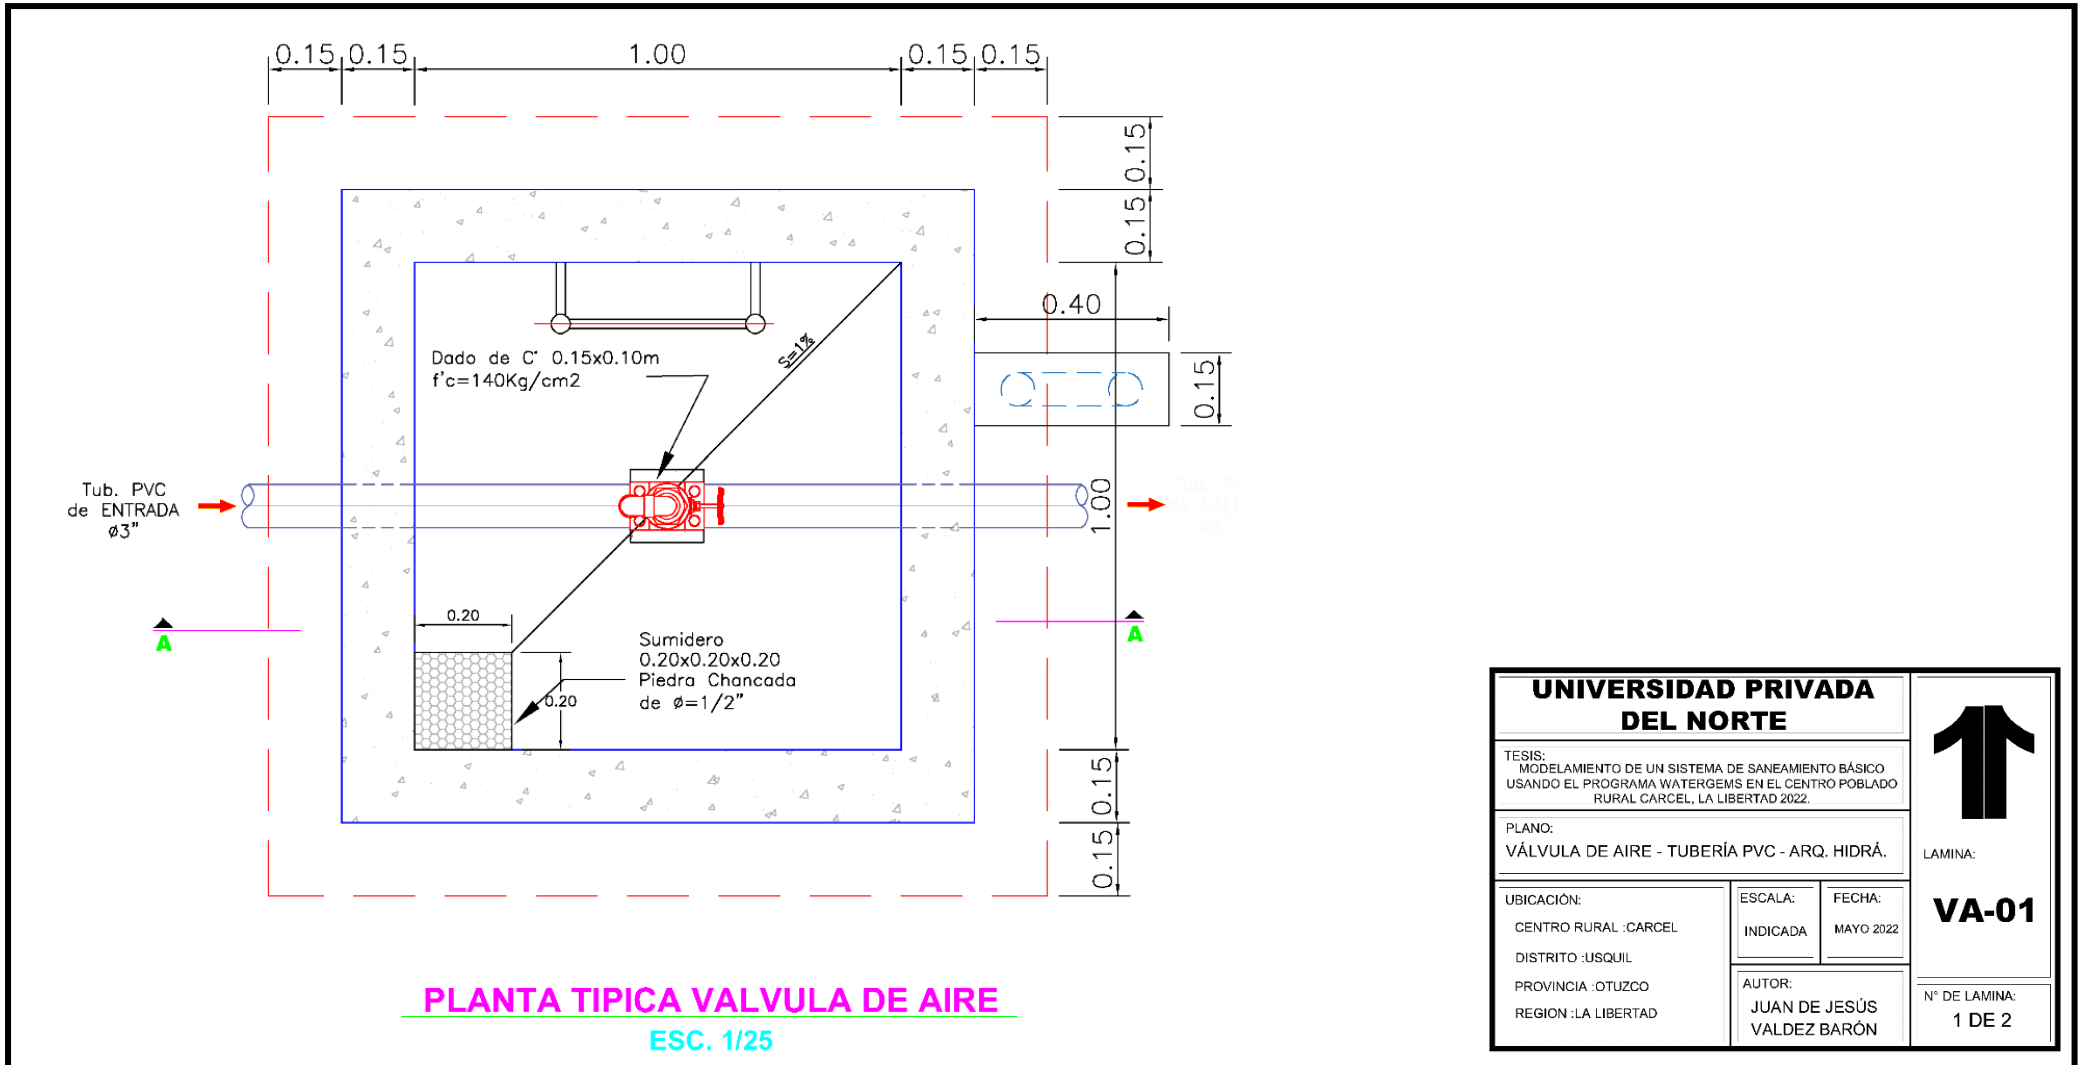 0.15 0.15 1.00 0.15 0.15
0.15
0.15
0.40
0.15
1.00
0.15
0.15
S=1%
Dado de C° 0.15x0.10m
f'c=140Kg/cm2
Tub. PVC
de ENTRADA
ø3"
A
A
0.20
0.20
Sumidero
0.20x0.20x0.20
Piedra Chancada
de ø=1/2"
PLANTA TIPICA VALVULA DE AIRE
ESC. 1/25
UNIVERSIDAD PRIVADA
DEL NORTE
TESIS:
MODELAMIENTO DE UN SISTEMA DE SANEAMIENTO BÁSICO
USANDO EL PROGRAMA WATERGEMS EN EL CENTRO POBLADO
RURAL CARCEL, LA LIBERTAD 2022.
PLANO:
VÁLVULA DE AIRE - TUBERÍA PVC - ARQ. HIDRÁ.
UBICACIÓN:
CENTRO RURAL :CARCEL
DISTRITO :USQUIL
PROVINCIA :OTUZCO
REGION :LA LIBERTAD
ESCALA:
INDICADA
FECHA:
MAYO 2022
AUTOR:
JUAN DE JESÚS
VALDEZ BARÓN
LAMINA:
VA-01
N° DE LAMINA:
1 DE 2